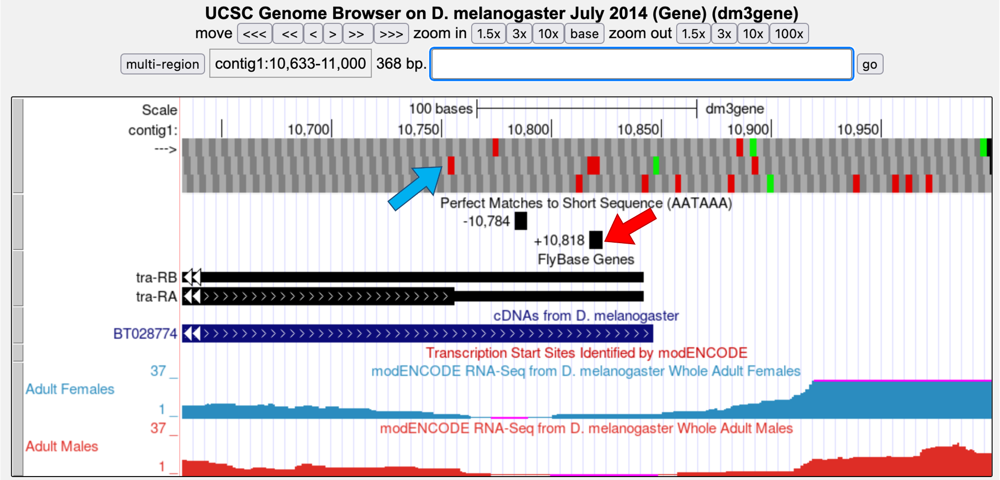 UCSC Genome Browser on D. melanogaster July 2014 (Gene) (dm3gene)
move <<< << < > >> >>> zoom in 1.5x 3x 10x base zoom out 1.5x 3x 10x 100x
multi-region contig1:10,633-11,000 368 bp. go
Scale 100 bases dm3gene
contig1: 10,700 10,750 10,800 10,850 10,900 10,950
--->
Perfect Matches to Short Sequence (AATAAA)
-10,784
+10,818
FlyBase Genes
tra-RB
tra-RA
cDNAs from D. melanogaster
BT028774
Transcription Start Sites Identified by modENCODE
modENCODE RNA-Seq from D. melanogaster Whole Adult Females
37 _
Adult Females
1 _
modENCODE RNA-Seq from D. melanogaster Whole Adult Males
37 _
Adult Males
1 _